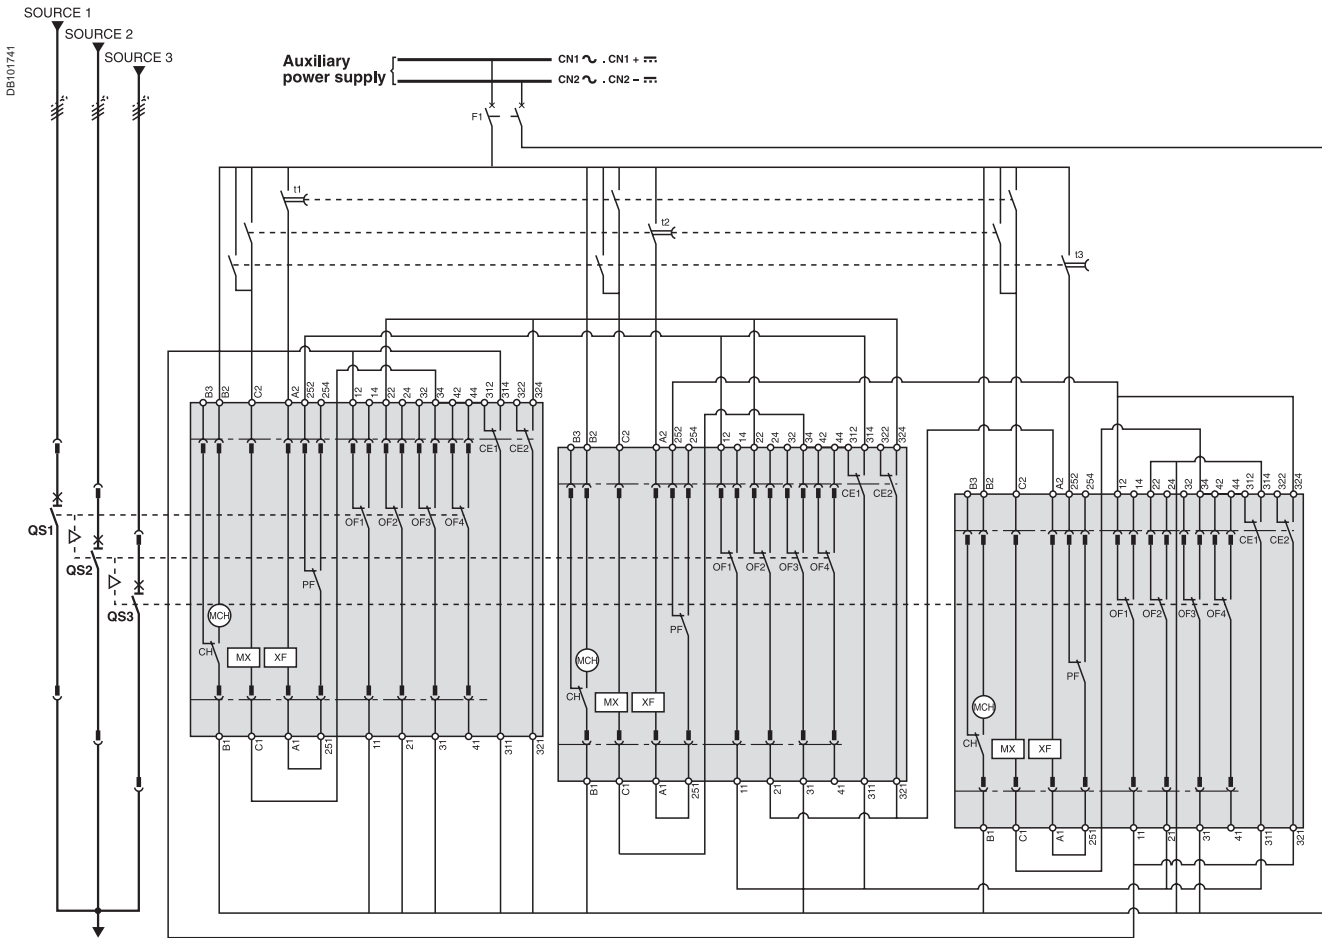 SOURCE 1
SOURCE 2
SOURCE 3
DB101741
Auxiliary
power supply
CN1 . CN1 +
CN2 . CN2 –
F1
t1
t2
t3
B3 B2 C2 A2 252 254 12 14 22 24 32 34 42 44 312 314 322 324
CE1 CE2
OF1 OF2 OF3 OF4
PF
MCH
CH
MX XF
B1 C1 A1 251 11 21 31 41 311 321
B3 B2 C2 A2 252 254 12 14 22 24 32 34 42 44 312 314 322 324
CE1 CE2
OF1 OF2 OF3 OF4
PF
MCH
CH
MX XF
B1 C1 A1 251 11 21 31 41 311 321
B3 B2 C2 A2 252 254 12 14 22 24 32 34 42 44 312 314 322 324
CE1 CE2
OF1 OF2 OF3 OF4
PF
MCH
CH
MX XF
B1 C1 A1 251 11 21 31 41 311 321
QS1
QS2
QS3